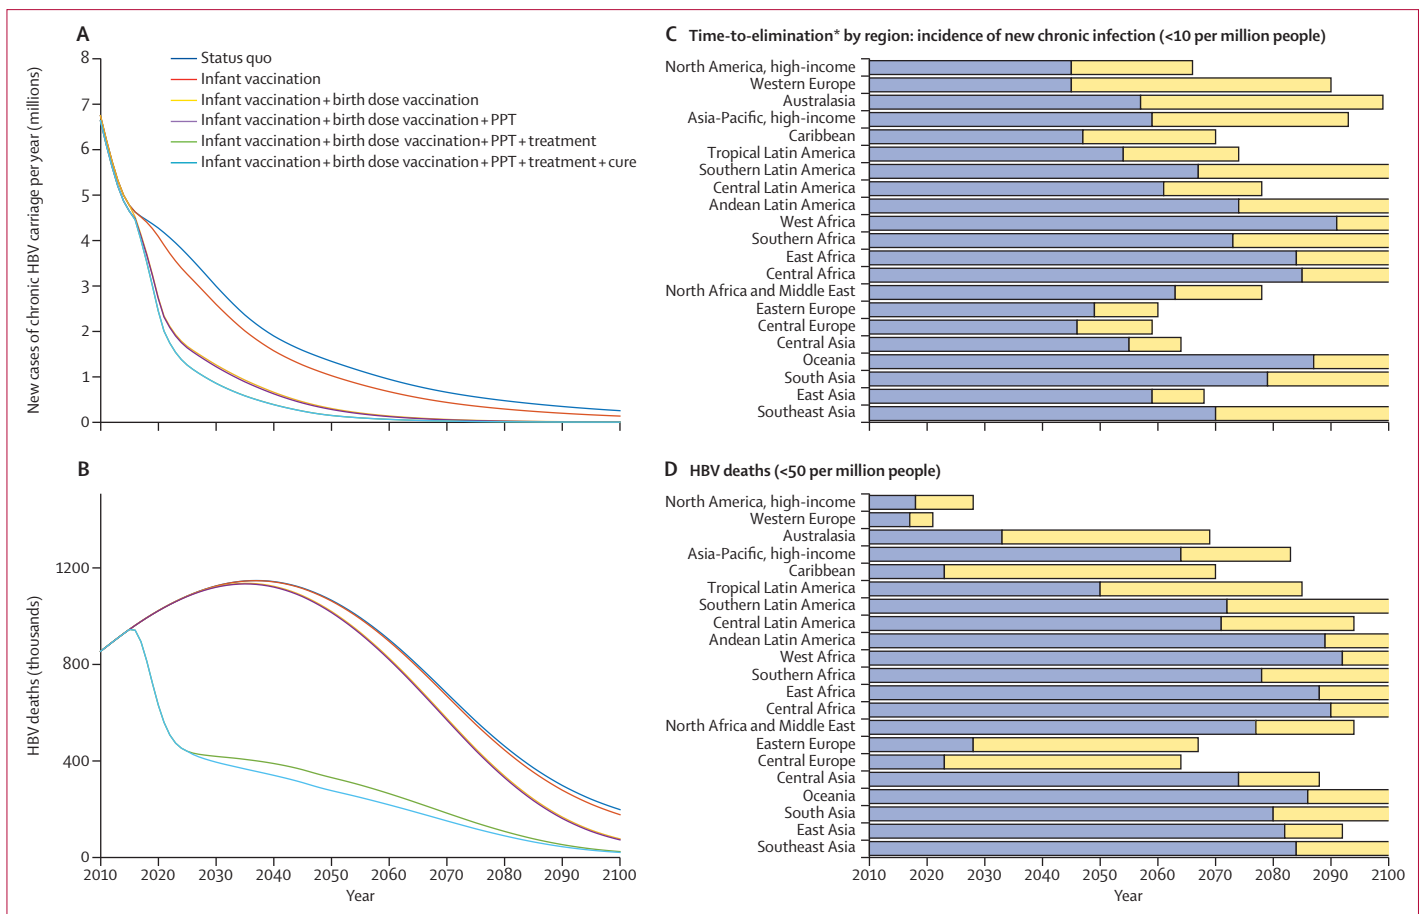 A
8
7
6
5
4
3
2
1
0
New cases of chronic HBV carriage per year (millions)
Status quo
Infant vaccination
Infant vaccination + birth dose vaccination
Infant vaccination + birth dose vaccination + PPT
Infant vaccination + birth dose vaccination + PPT + treatment
Infant vaccination + birth dose vaccination + PPT + treatment + cure
B
1200
800
400
0
HBV deaths (thousands)
2010 2020 2030 2040 2050 2060 2070 2080 2090 2100
Year
C Time-to-elimination* by region: incidence of new chronic infection (<10 per million people)
North America, high-income
Western Europe
Australasia
Asia-Pacific, high-income
Caribbean
Tropical Latin America
Southern Latin America
Central Latin America
Andean Latin America
West Africa
Southern Africa
East Africa
Central Africa
North Africa and Middle East
Eastern Europe
Central Europe
Central Asia
Oceania
South Asia
East Asia
Southeast Asia
2010 2020 2030 2040 2050 2060 2070 2080 2090 2100
D HBV deaths (<50 per million people)
North America, high-income
Western Europe
Australasia
Asia-Pacific, high-income
Caribbean
Tropical Latin America
Southern Latin America
Central Latin America
Andean Latin America
West Africa
Southern Africa
East Africa
Central Africa
North Africa and Middle East
Eastern Europe
Central Europe
Central Asia
Oceania
South Asia
East Asia
Southeast Asia
2010 2020 2030 2040 2050 2060 2070 2080 2090 2100
Year